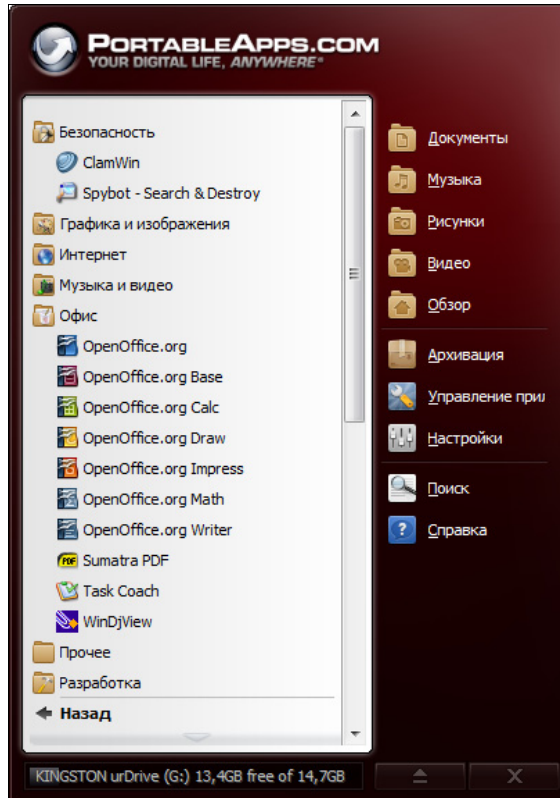 PORTABLEAPPS.COM
YOUR DIGITAL LIFE, ANYWHERE®
Безопасность
ClamWin
Spybot - Search & Destroy
Графика и изображения
Интернет
Музыка и видео
Офис
OpenOffice.org
OpenOffice.org Base
OpenOffice.org Calc
OpenOffice.org Draw
OpenOffice.org Impress
OpenOffice.org Math
OpenOffice.org Writer
PDF
Sumatra PDF
Task Coach
WinDjView
Прочее
Разработка
Назад
Документы
Музыка
Рисунки
Видео
Обзор
Архивация
Управление при
Настройки
Поиск
Справка
KINGSTON urDrive (G:) 13,4GB free of 14,7GB